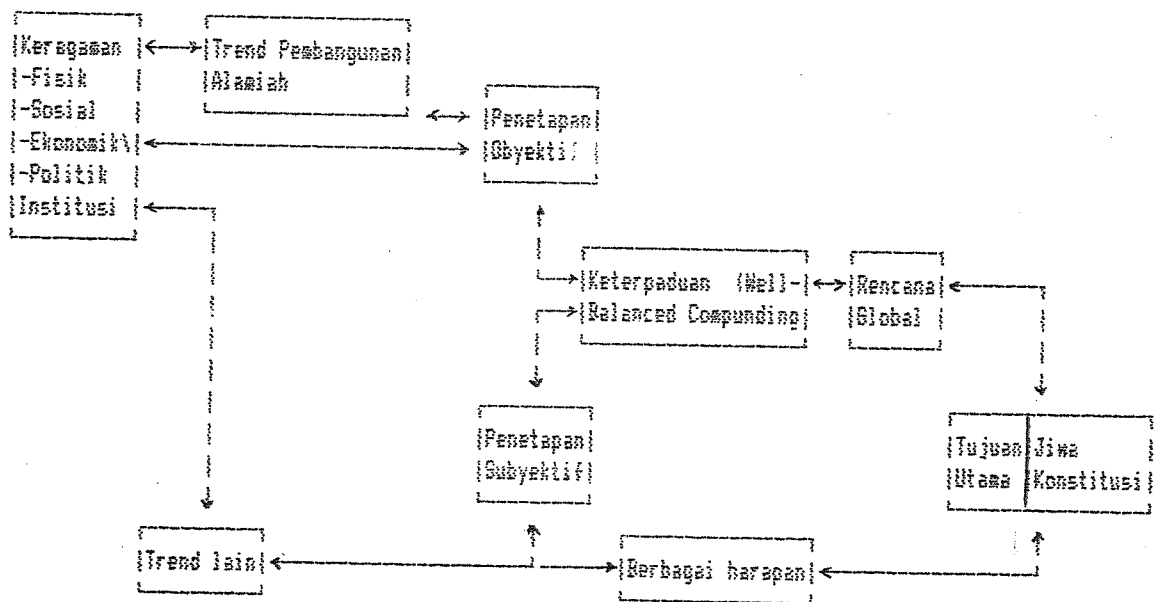 Keragaman
-Fisik
-Sosial
-Ekonomik\
-Politik
Institusi
Trend Pembangunan
Alamiah
Penetapan
Obyektif
Keterpaduan (Well-
Balanced Compunding
Rencana
Global
Penetapan
Subyektif
Tujuan
Utama
Jiwa
Konstitusi
Trend lain
Berbagai harapan